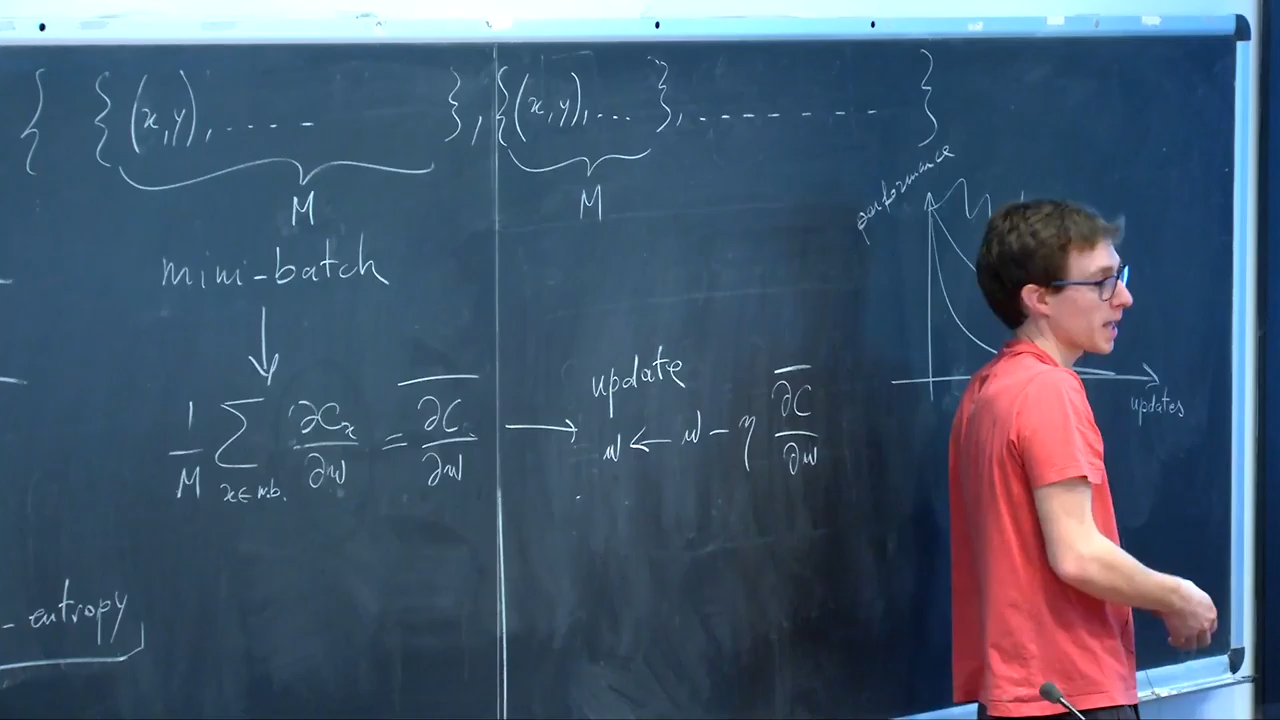 { { (x,y), ..... } , { (x,y), ... }, -------- }
M M
performance
mini-batch
update
1/M ∑ x∈m.b. ∂Cx/∂w = ∂C/∂w → w ← w - η ∂C/∂w
updates
- entropy